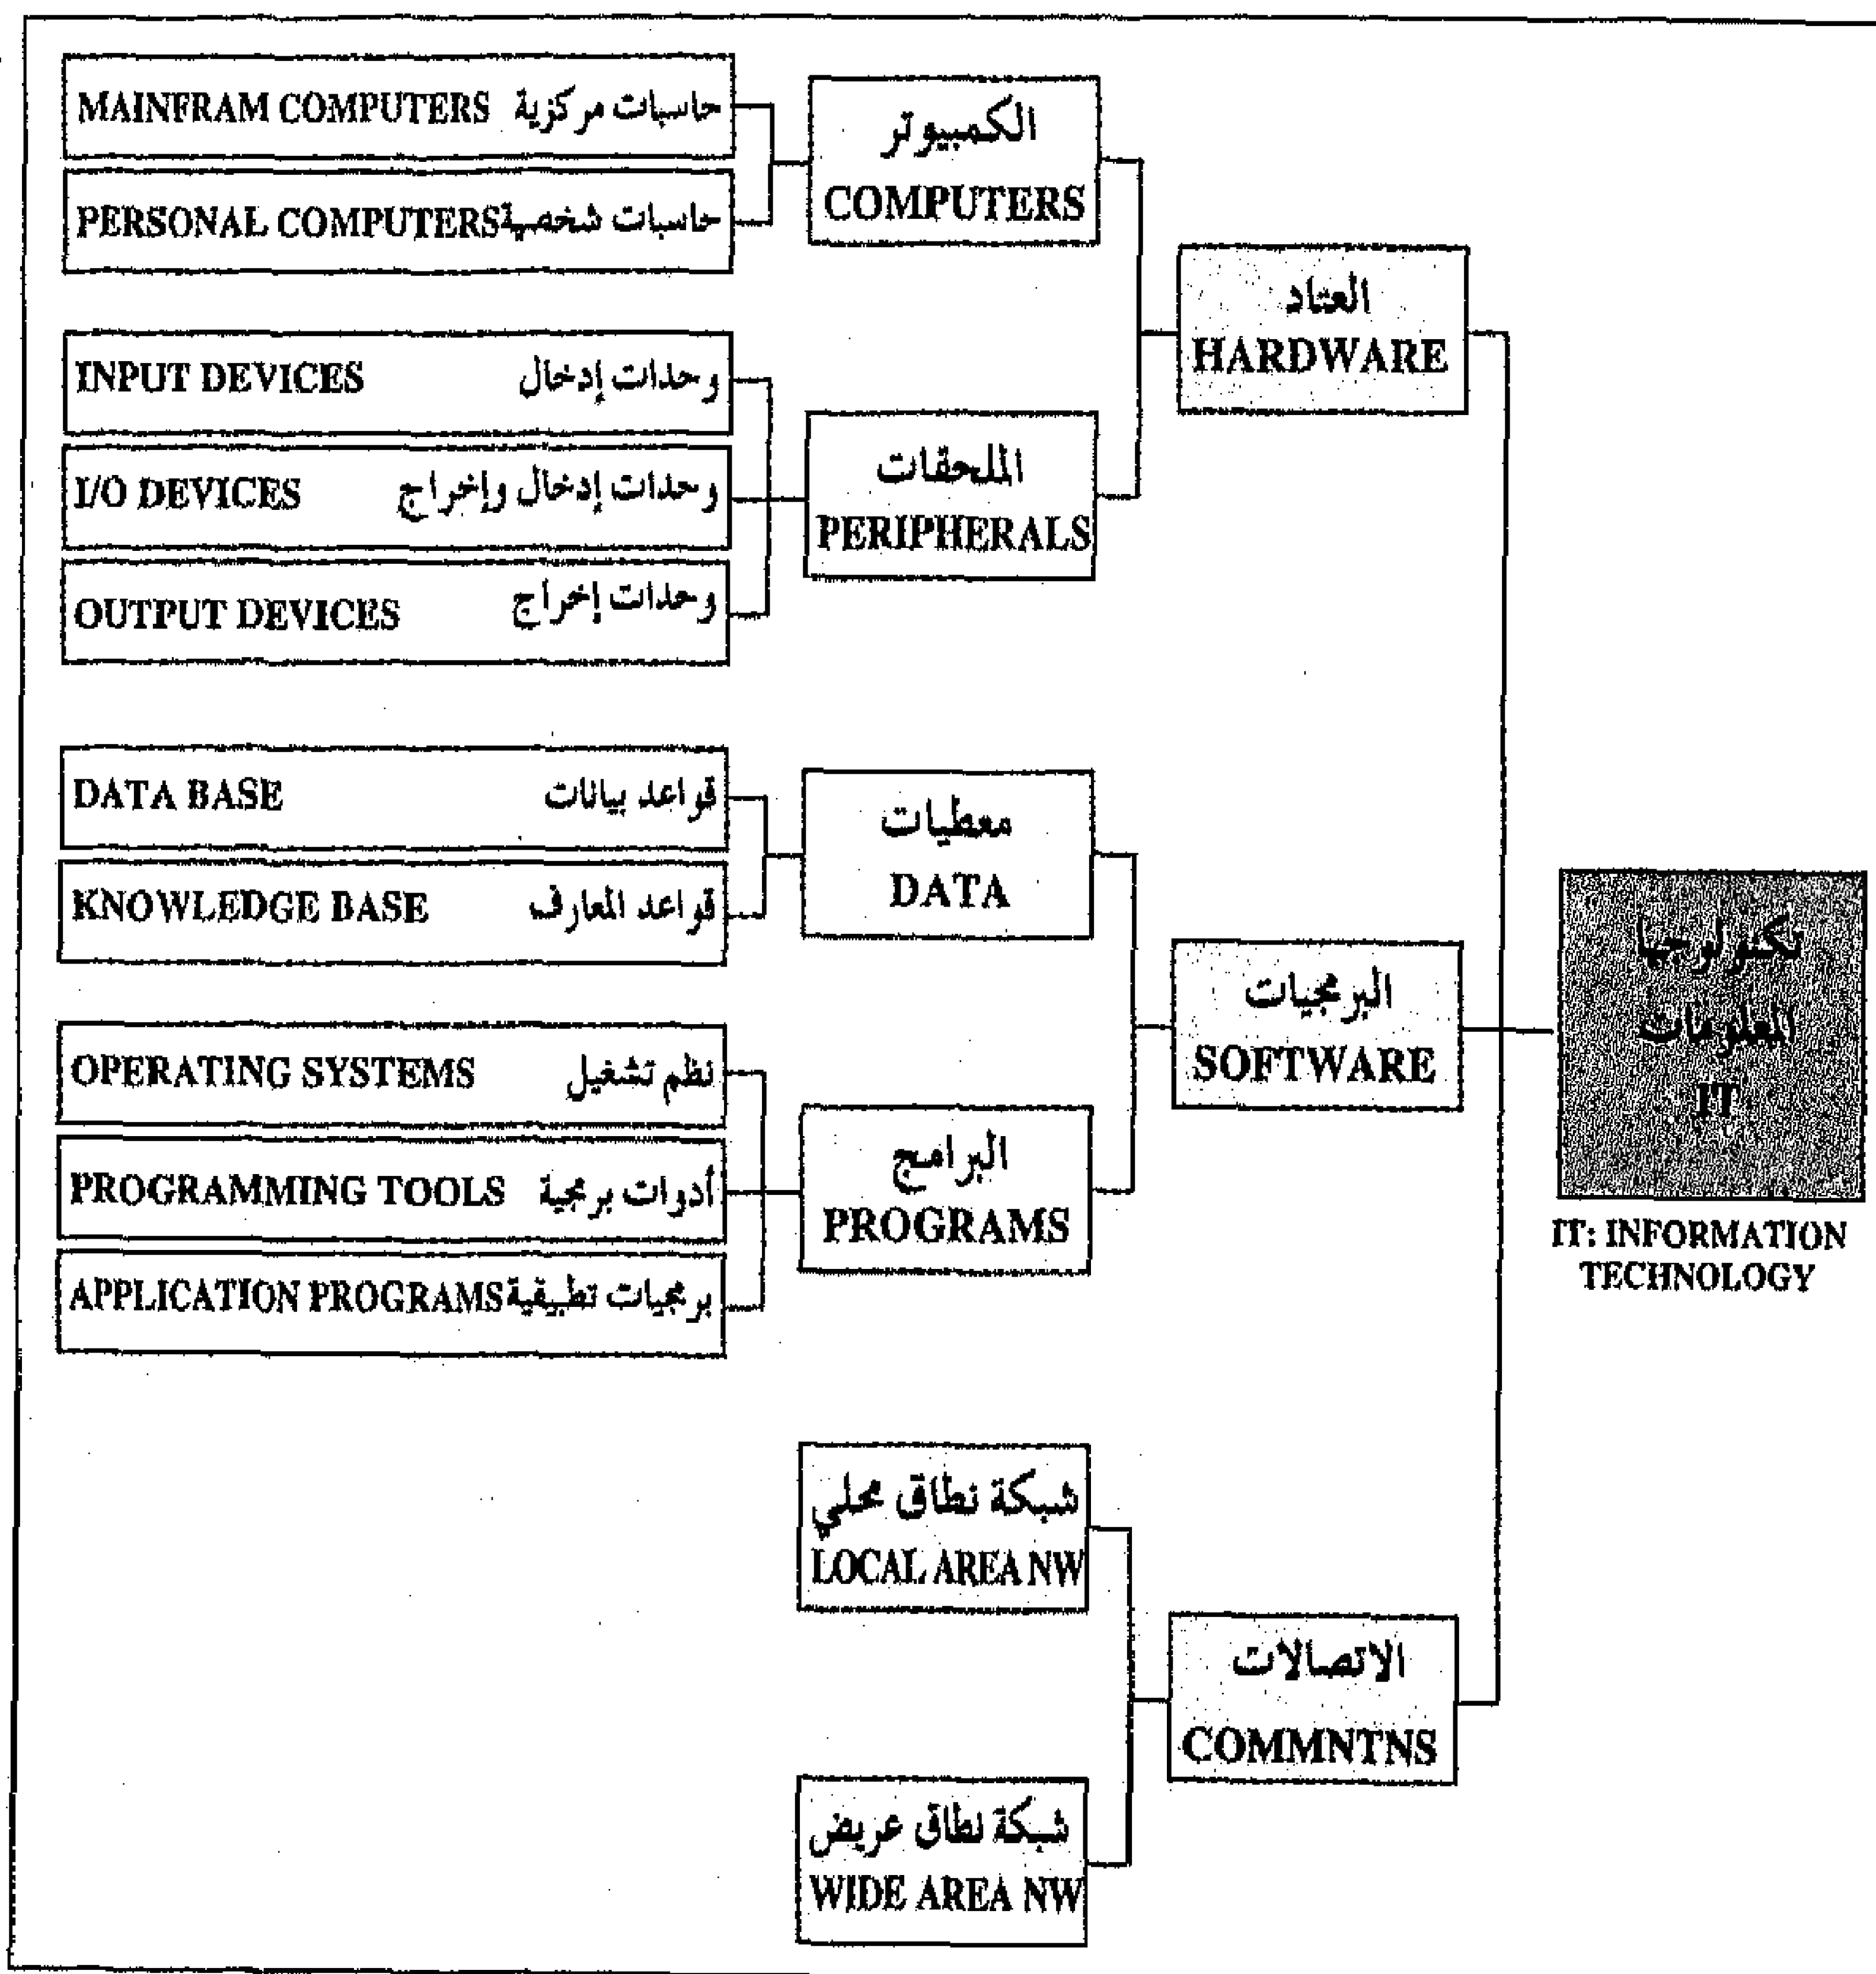 حاسبات مركزية MAINFRAM COMPUTERS
حاسبات شخصية PERSONAL COMPUTERS
الكمبيوتر
COMPUTERS
العتاد
HARDWARE
وحدات إدخال INPUT DEVICES
وحدات إدخال وإخراج I/O DEVICES
وحدات إخراج OUTPUT DEVICES
الملحقات
PERIPHERALS
قواعد بيانات DATA BASE
قواعد المعارف KNOWLEDGE BASE
معطيات
DATA
البرمجيات
SOFTWARE
تكنولوجيا
المعلومات
IT
IT: INFORMATION
TECHNOLOGY
نظم تشغيل OPERATING SYSTEMS
أدوات برمجية PROGRAMMING TOOLS
برمجيات تطبيقية APPLICATION PROGRAMS
البرامج
PROGRAMS
شبكة نطاق محلي
LOCAL AREA NW
الاتصالات
COMMNTNS
شبكة نطاق عريض
WIDE AREA NW